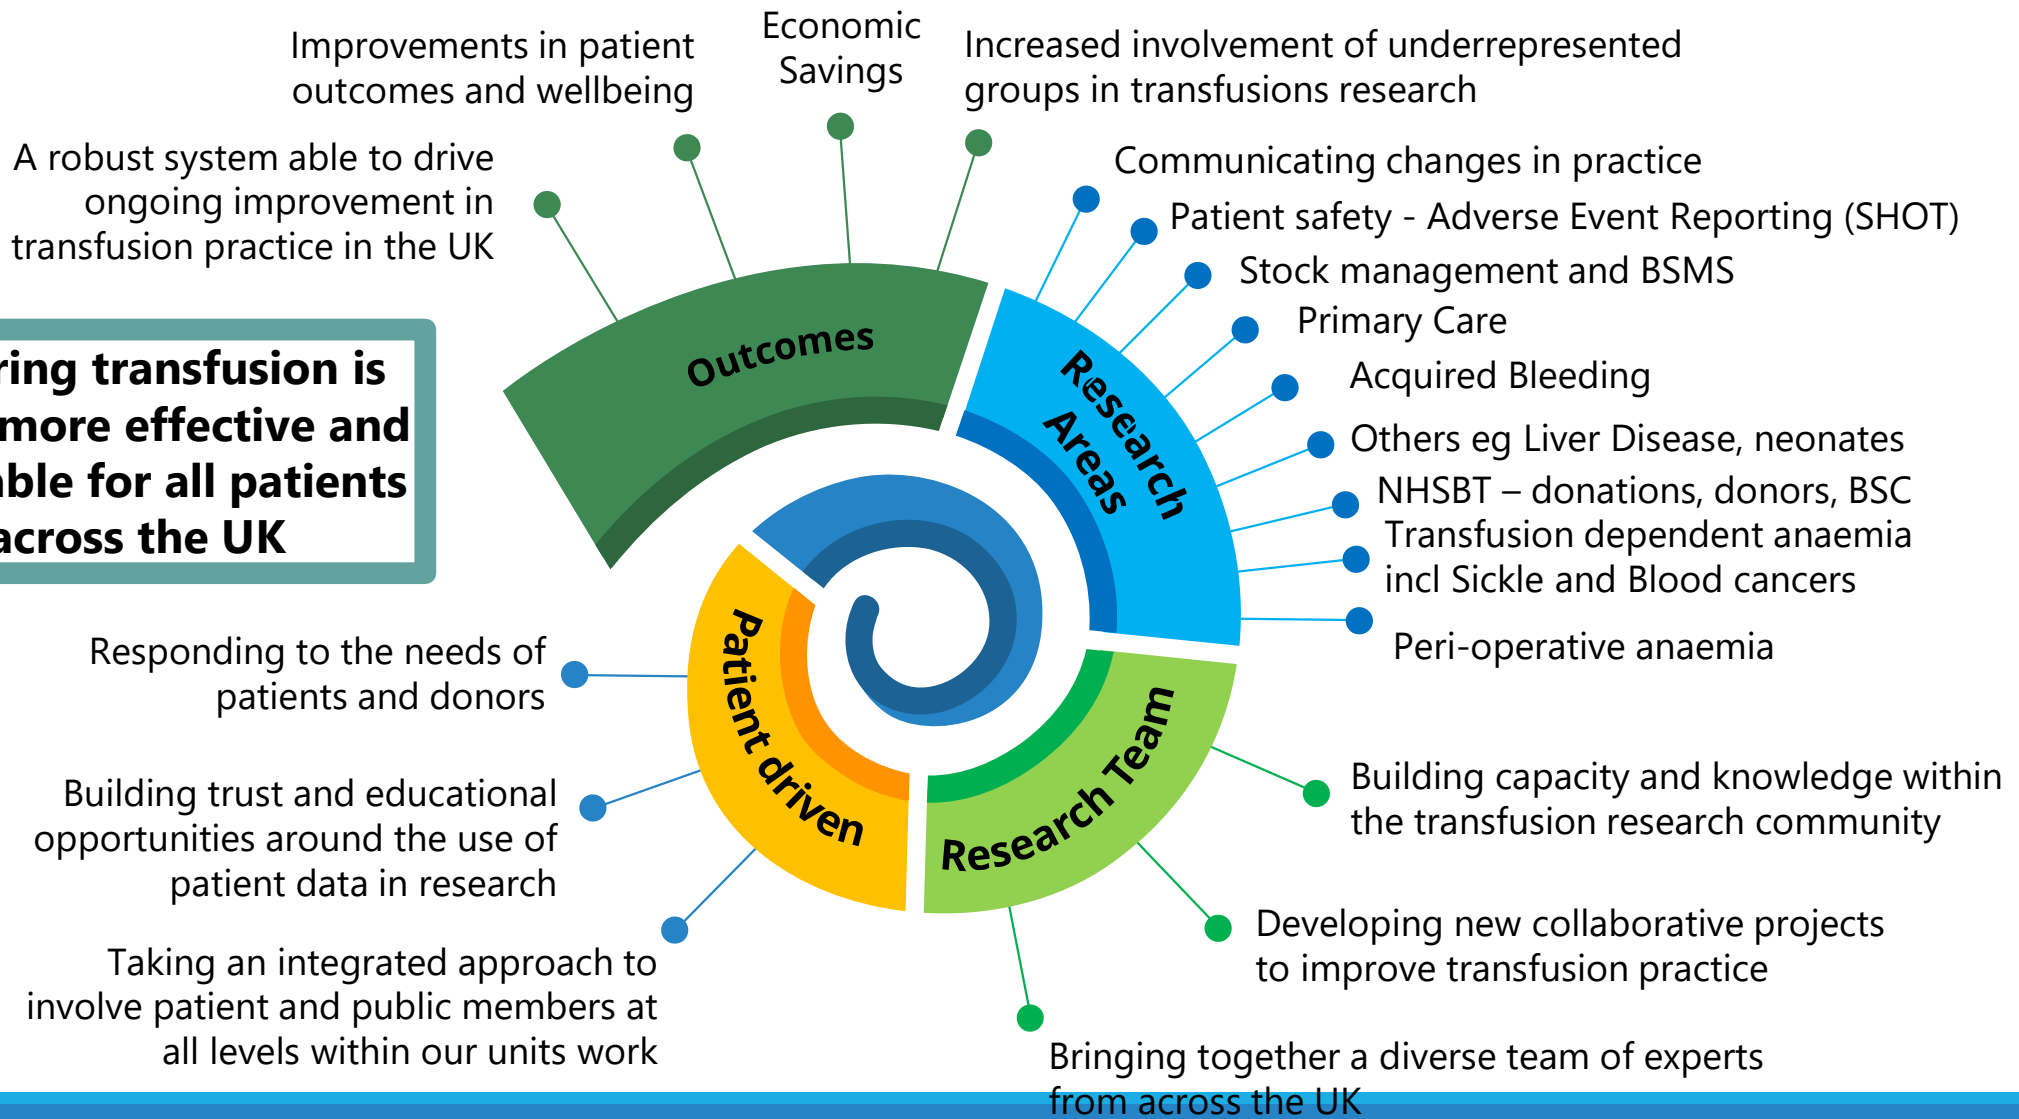 Economic
Savings
Improvements in patient
outcomes and wellbeing
Increased involvement of underrepresented
groups in transfusions research
A robust system able to drive
ongoing improvement in
transfusion practice in the UK
Communicating changes in practice
Patient safety - Adverse Event Reporting (SHOT)
Stock management and BSMS
Primary Care
Acquired Bleeding
Others eg Liver Disease, neonates
NHSBT – donations, donors, BSC
Transfusion dependent anaemia
incl Sickle and Blood cancers
Peri-operative anaemia
Outcomes
Research
Areas
transfusion is
more effective and
for all patients
across the UK
Patient driven
Research Team
Responding to the needs of
patients and donors
Building trust and educational
opportunities around the use of
patient data in research
Taking an integrated approach to
involve patient and public members at
all levels within our units work
Building capacity and knowledge within
the transfusion research community
Developing new collaborative projects
to improve transfusion practice
Bringing together a diverse team of experts
from across the UK